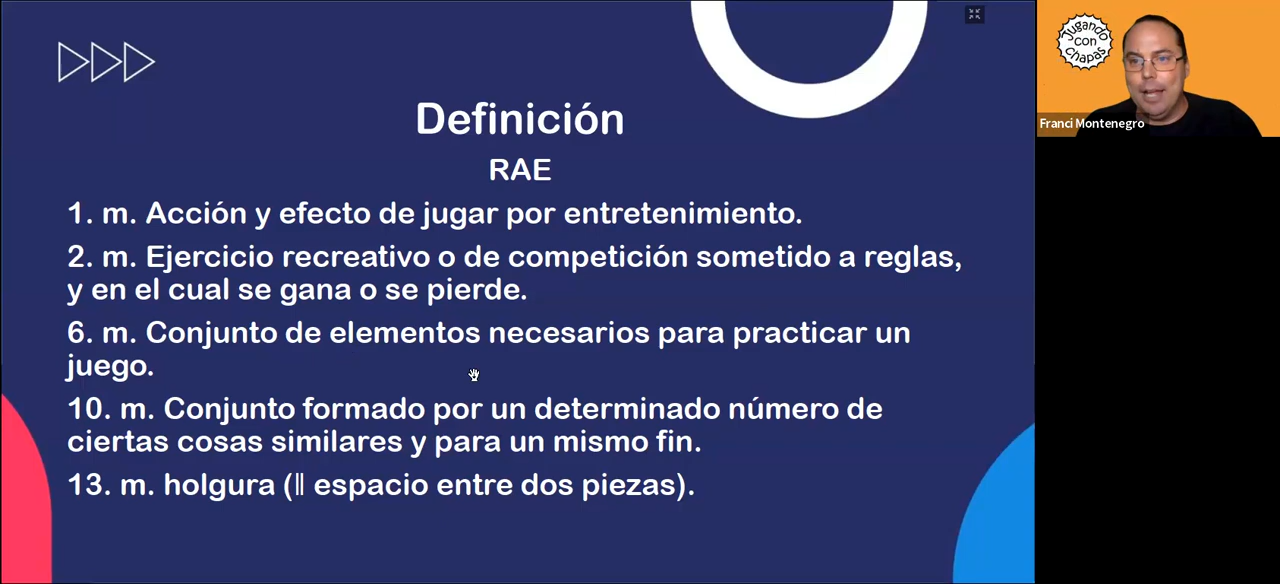 Definición
RAE
1. m. Acción y efecto de jugar por entretenimiento.
2. m. Ejercicio recreativo o de competición sometido a reglas,
y en el cual se gana o se pierde.
6. m. Conjunto de elementos necesarios para practicar un
juego.
10. m. Conjunto formado por un determinado número de
ciertas cosas similares y para un mismo fin.
13. m. holgura (‖ espacio entre dos piezas).
Jugando
con
chapas
Franci Montenegro